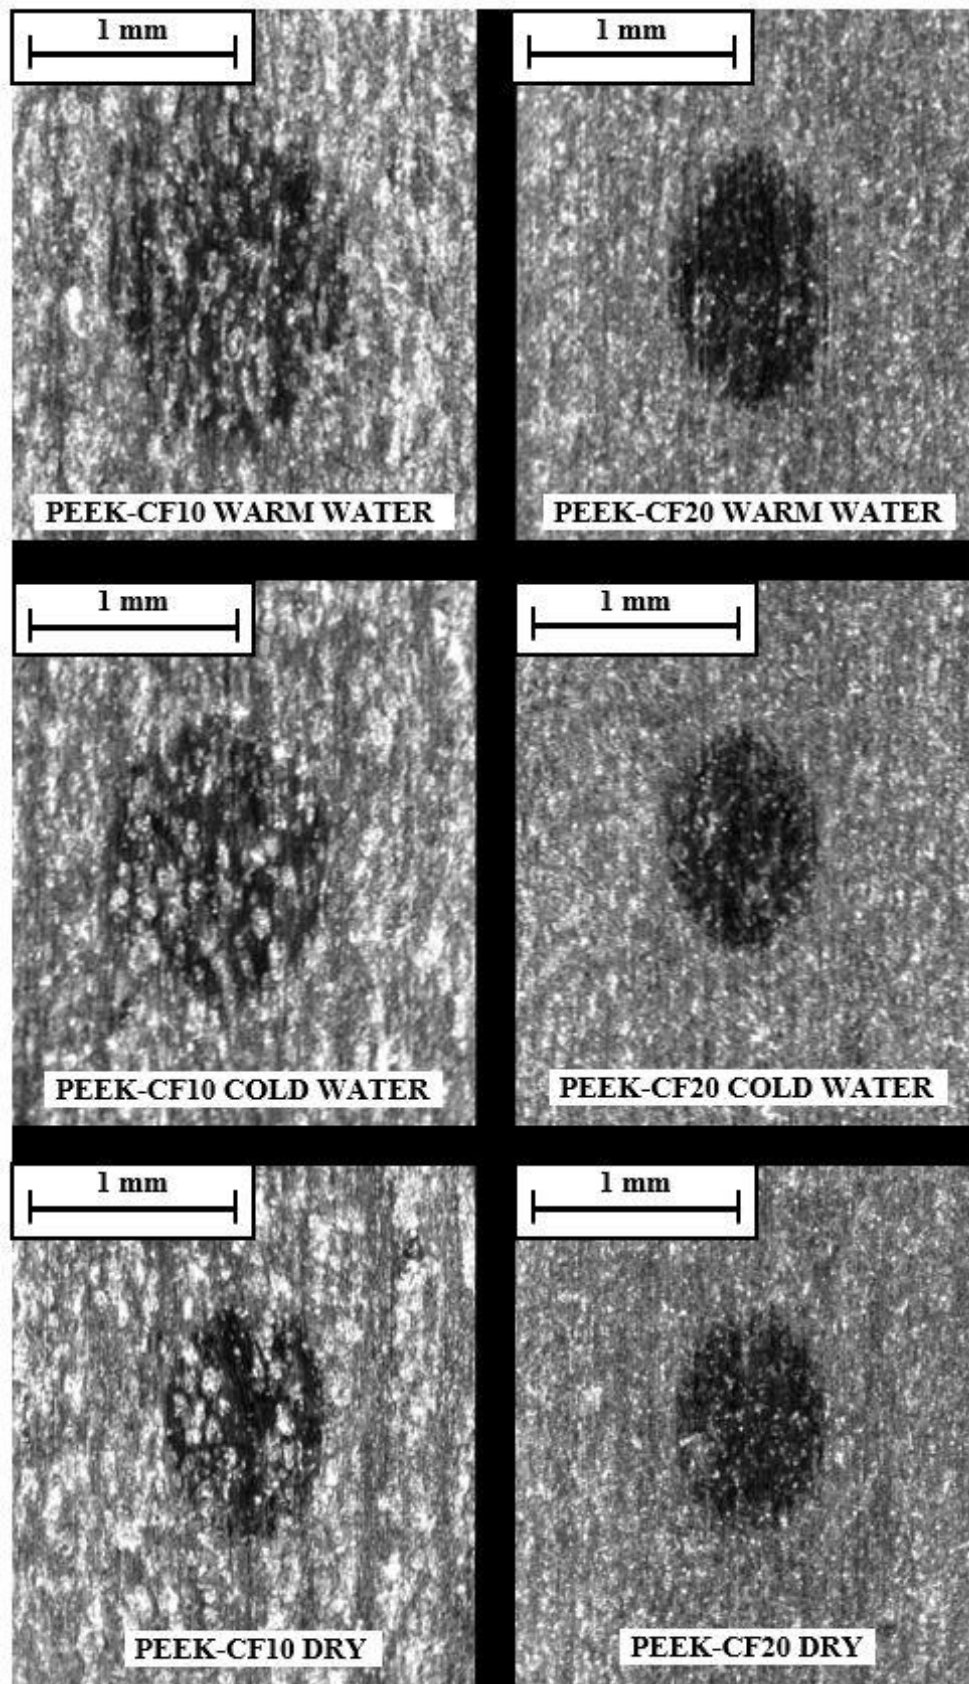 1 mm
1 mm
PEEK-CF10 WARM WATER
PEEK-CF20 WARM WATER
1 mm
1 mm
PEEK-CF10 COLD WATER
PEEK-CF20 COLD WATER
1 mm
1 mm
PEEK-CF10 DRY
PEEK-CF20 DRY